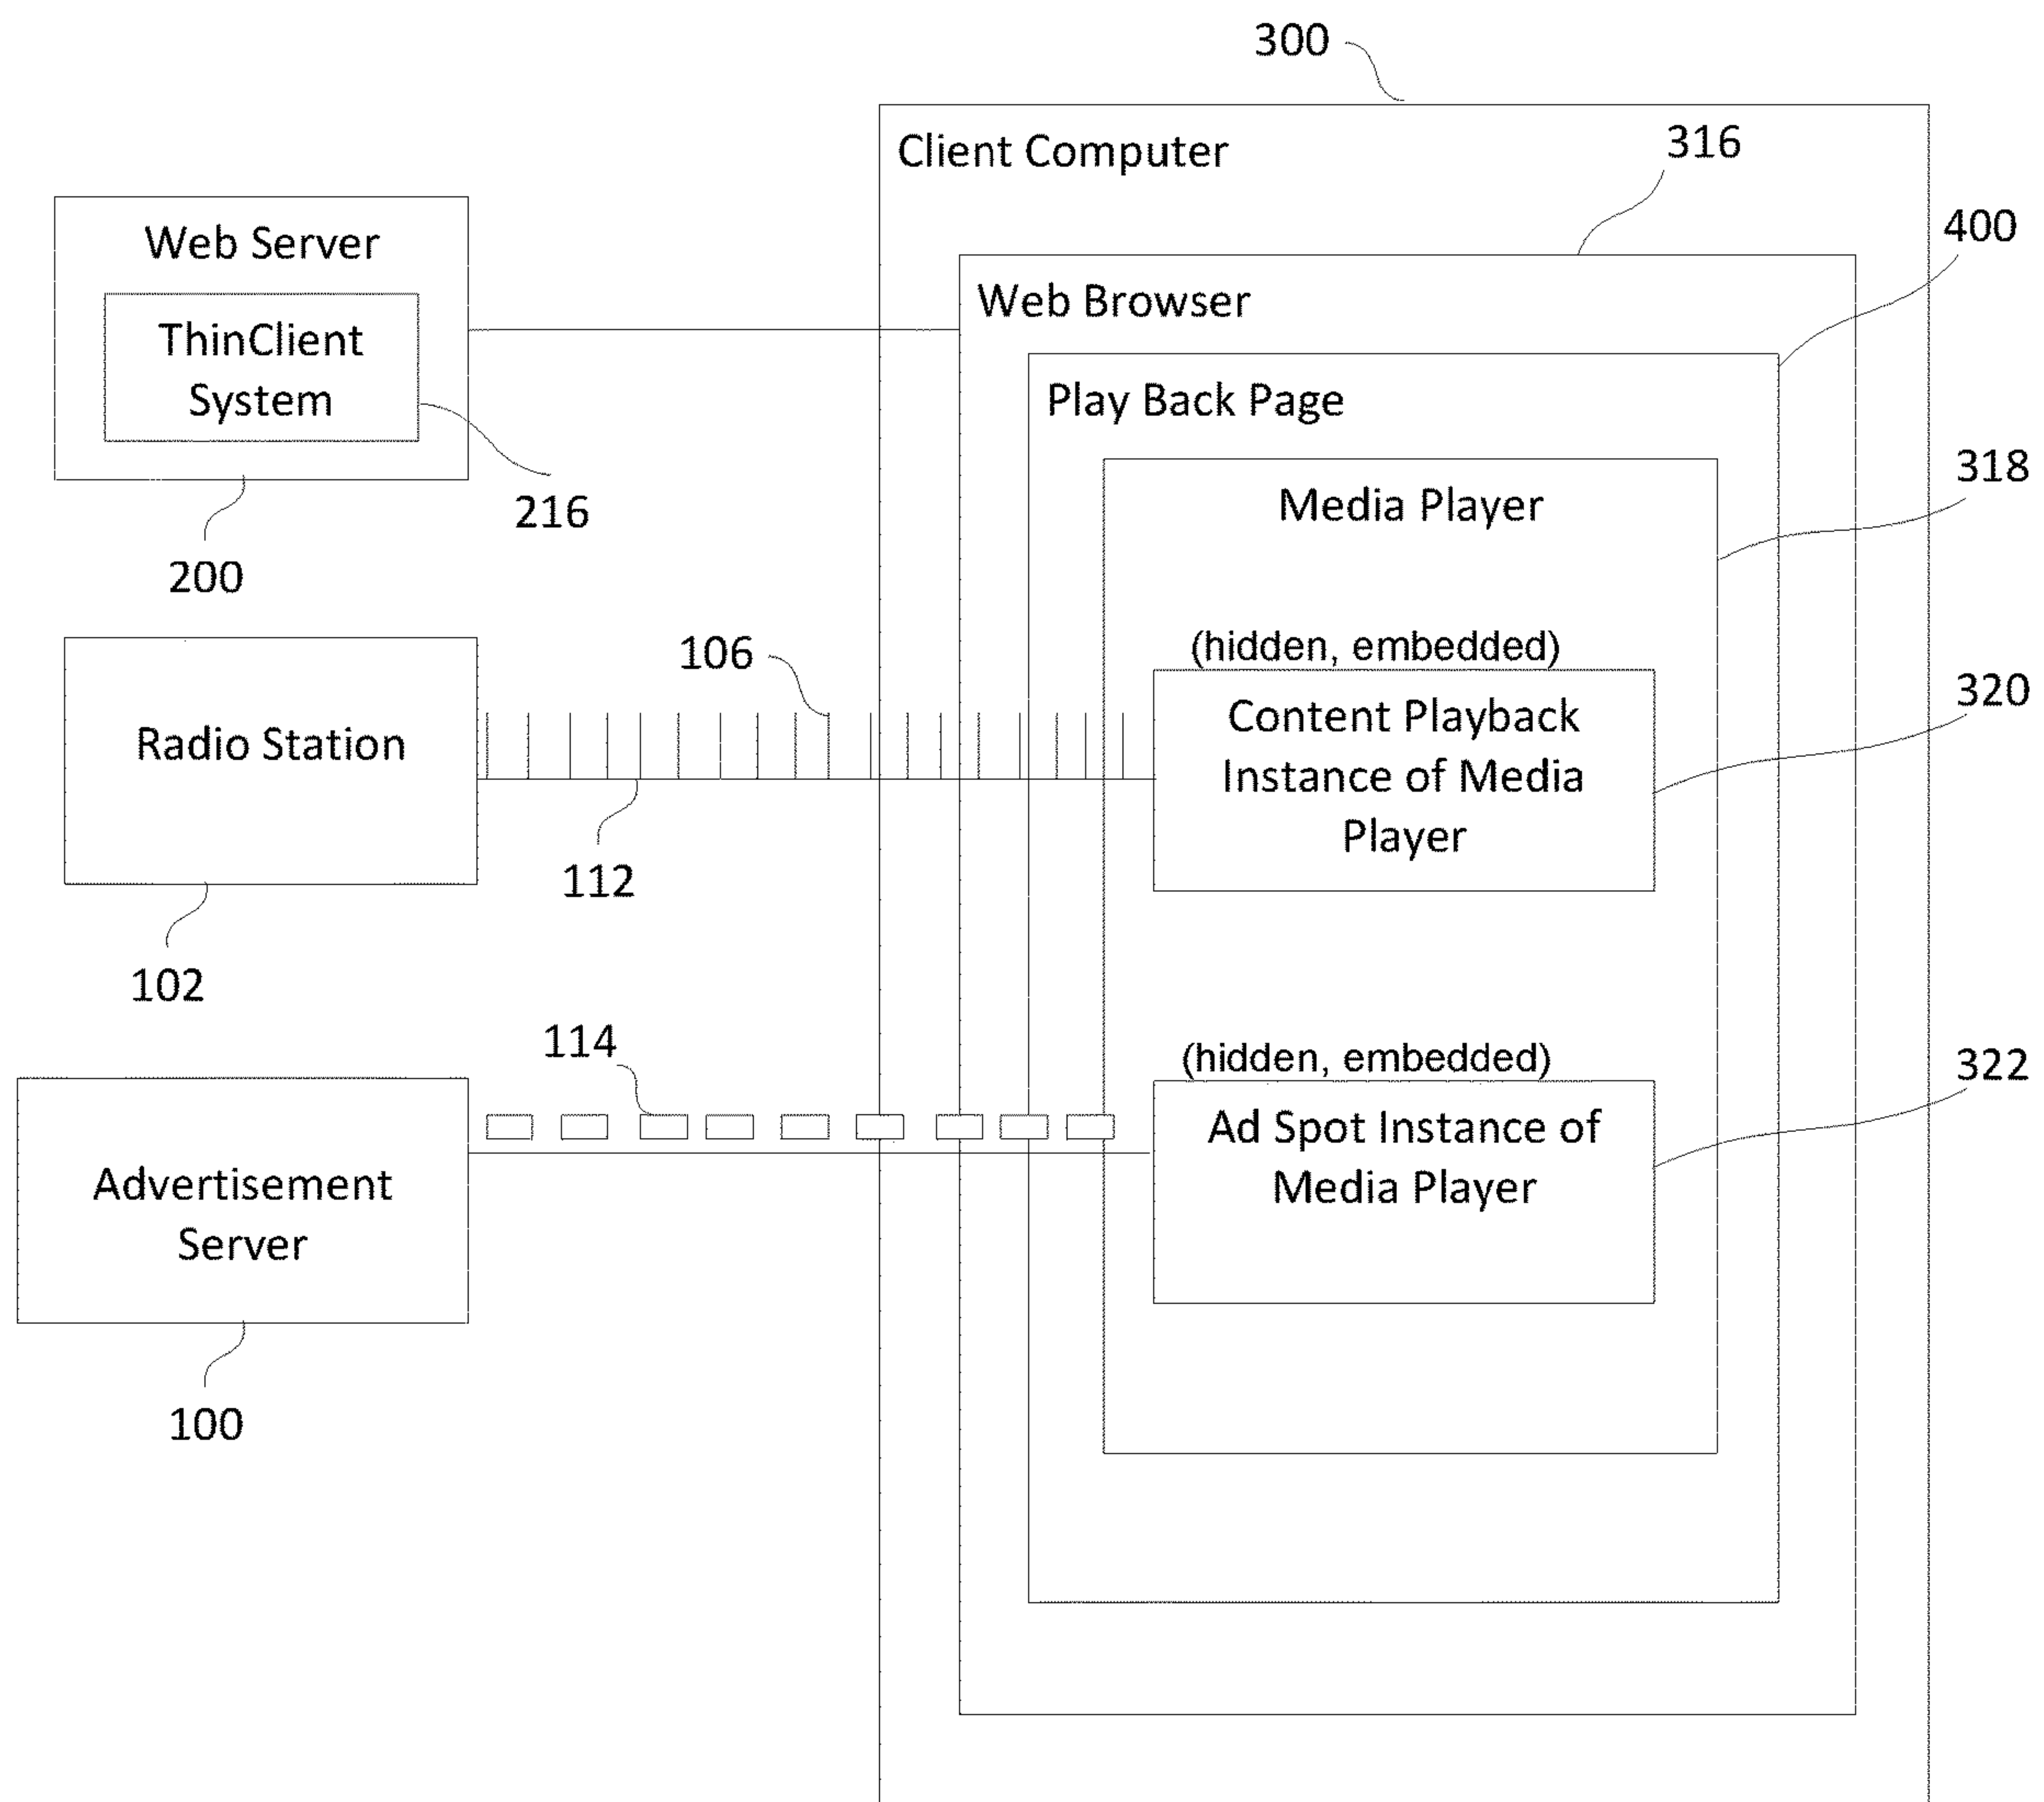 300
Client Computer
316
400
Web Server
ThinClient
System
216
200
Web Browser
Play Back Page
318
Media Player
Radio Station
102
106
112
(hidden, embedded)
Content Playback
Instance of Media
Player
320
Advertisement
Server
100
114
(hidden, embedded)
Ad Spot Instance of
Media Player
322